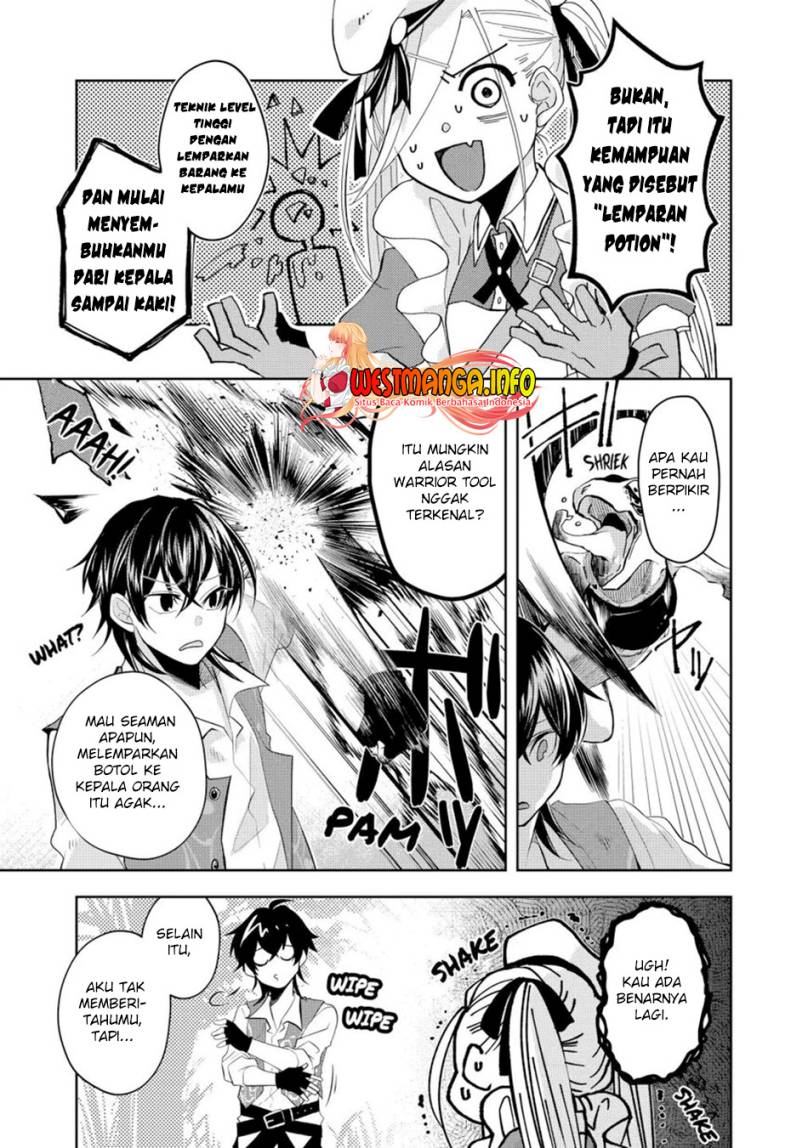 BUKAN,
TAPI ITU
KEMAMPUAN
YANG DISEBUT
"LEMPARAN
POTION"!
TEKNIK LEVEL
TINGGI
DENGAN
LEMPARKAN
BARANG KE
KEPALAMU
DAN MULAI
MENYEM-
BUHKANMU
DARI KEPALA
SAMPAI KAKI!
WESTMANGA.INFO
Situs Baca Komik Berbahasa Indonesia
APA KAU
PERNAH
BERPIKIR
...
SHRIEK
ITU MUNGKIN
ALASAN
WARRIOR TOOL
NGGAK
TERKENAL?
AAAH!
WHAT?
MAU SEAMAN
APAPUN,
MELEMPARKAN
BOTOL KE
KEPALA ORANG
ITU AGAK...
PAM
UGH!
KAU ADA
BENARNYA
LAGI.
SHAKE
SHAKE
SELAIN
ITU,
AKU TAK
MEMBERI-
TAHUMU,
TAPI...
WIPE
WIPE